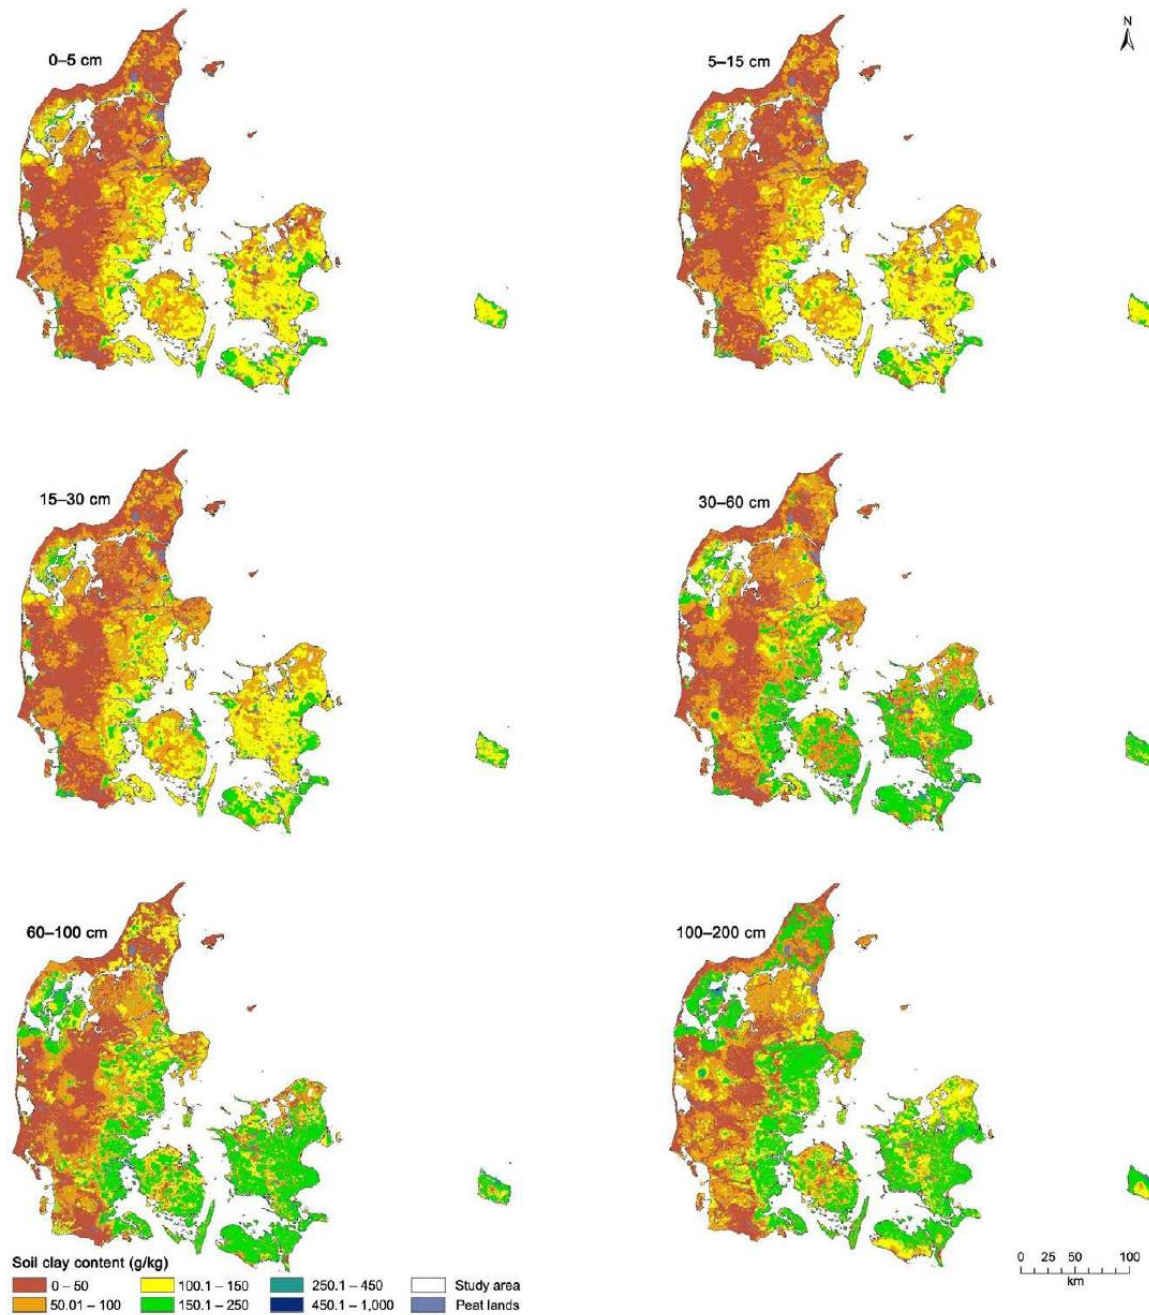 N
0–5 cm
5–15 cm
15–30 cm
30–60 cm
60–100 cm
100–200 cm
Soil clay content (g/kg)
0 – 50
100.1 – 150
250.1 – 450
Study area
50.01 – 100
150.1 – 250
450.1 – 1,000
Peat lands
0 25 50 100
km